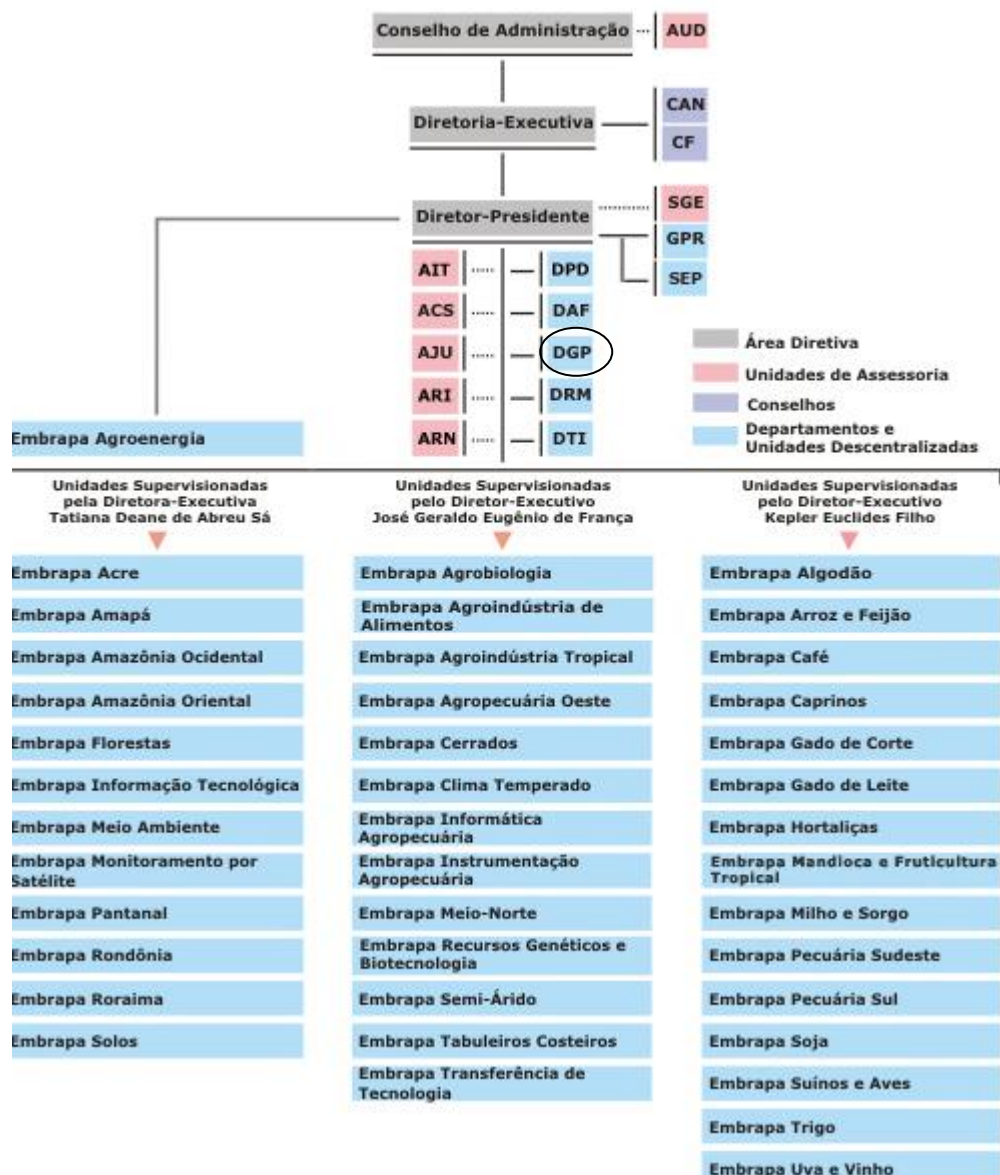 Conselho de Administração
AUD
Diretoria-Executiva
CAN
CF
Diretor-Presidente
SGE
GPR
SEP
AIT
DPD
ACS
DAF
AJU
DGP
ARI
DRM
ARN
DTI
Área Diretiva
Unidades de Assessoria
Conselhos
Departamentos e
Unidades Descentralizadas
Embrapa Agroenergia
Unidades Supervisionadas
pela Diretora-Executiva
Tatiana Deane de Abreu Sá
Embrapa Acre
Embrapa Amapá
Embrapa Amazônia Ocidental
Embrapa Amazônia Oriental
Embrapa Florestas
Embrapa Informação Tecnológica
Embrapa Meio Ambiente
Embrapa Monitoramento por
Satélite
Embrapa Pantanal
Embrapa Rondônia
Embrapa Roraima
Embrapa Solos
Unidades Supervisionadas
pelo Diretor-Executivo
José Geraldo Eugênio de França
Embrapa Agrobiologia
Embrapa Agroindústria de
Alimentos
Embrapa Agroindústria Tropical
Embrapa Agropecuária Oeste
Embrapa Cerrados
Embrapa Clima Temperado
Embrapa Informática
Agropecuária
Embrapa Instrumentação
Agropecuária
Embrapa Meio-Norte
Embrapa Recursos Genéticos e
Biotecnologia
Embrapa Semi-Árido
Embrapa Tabuleiros Costeiros
Embrapa Transferência de
Tecnologia
Unidades Supervisionadas
pelo Diretor-Executivo
Kepler Euclides Filho
Embrapa Algodão
Embrapa Arroz e Feijão
Embrapa Café
Embrapa Caprinos
Embrapa Gado de Corte
Embrapa Gado de Leite
Embrapa Hortaliças
Embrapa Mandioca e Fruticultura
Tropical
Embrapa Milho e Sorgo
Embrapa Pecuária Sudeste
Embrapa Pecuária Sul
Embrapa Soja
Embrapa Suínos e Aves
Embrapa Trigo
Embrapa Uva e Vinho